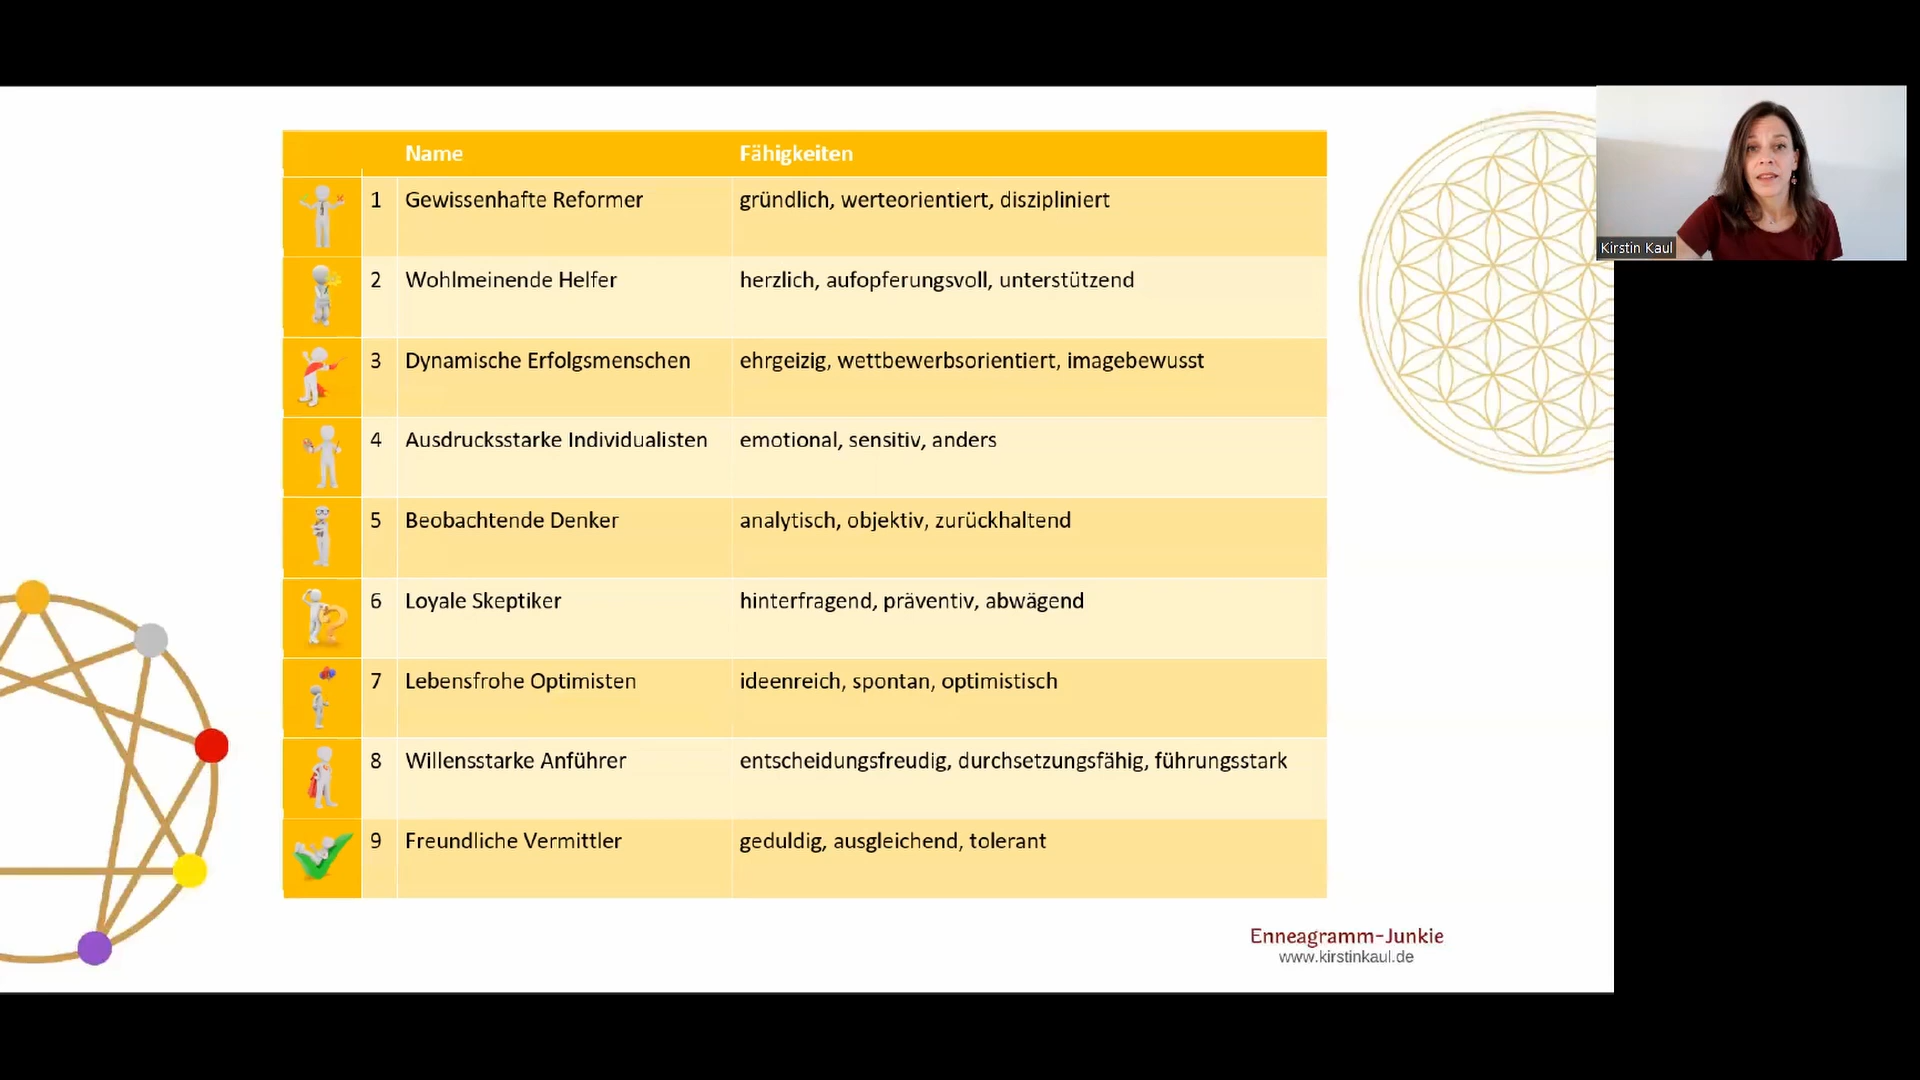 Name Fähigkeiten
1 Gewissenhafte Reformer gründlich, werteorientiert, diszipliniert
2 Wohlmeinende Helfer herzlich, aufopferungsvoll, unterstützend
3 Dynamische Erfolgsmenschen ehrgeizig, wettbewerbsorientiert, imagebewusst
4 Ausdrucksstarke Individualisten emotional, sensitiv, anders
5 Beobachtende Denker analytisch, objektiv, zurückhaltend
6 Loyale Skeptiker hinterfragend, präventiv, abwägend
7 Lebensfrohe Optimisten ideenreich, spontan, optimistisch
8 Willensstarke Anführer entscheidungsfreudig, durchsetzungsfähig, führungsstark
9 Freundliche Vermittler geduldig, ausgleichend, tolerant
Kirstin Kaul
Enneagramm-Junkie
www.kirstinkaul.de